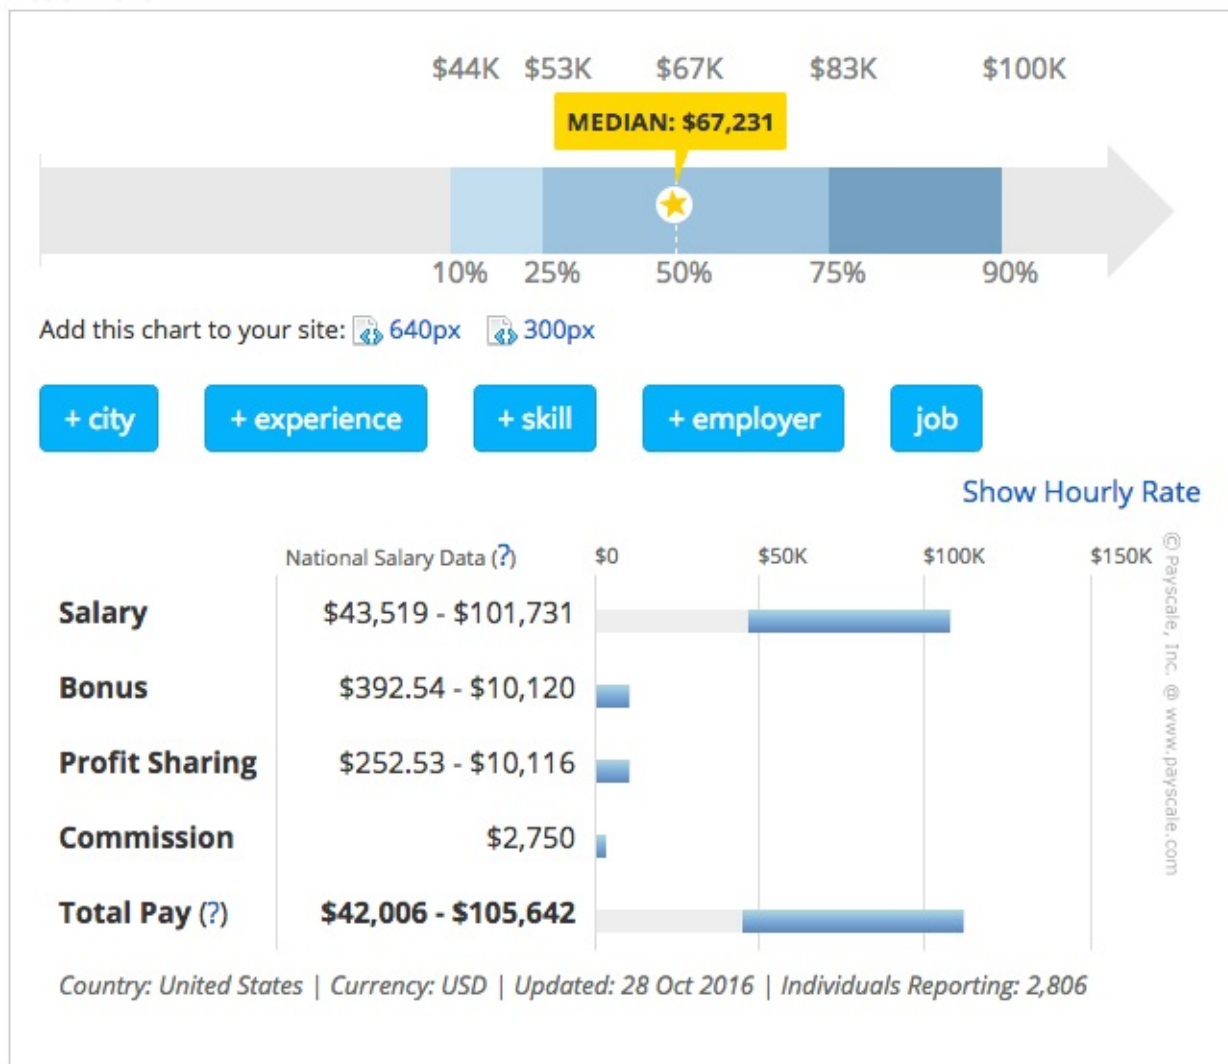 $44K $53K $67K $83K $100K
MEDIAN: $67,231
10% 25% 50% 75% 90%
Add this chart to your site: 640px 300px
+ city + experience + skill + employer job
Show Hourly Rate
National Salary Data (?) $0 $50K $100K $150K
Salary $43,519 - $101,731
Bonus $392.54 - $10,120
Profit Sharing $252.53 - $10,116
Commission $2,750
Total Pay (?) $42,006 - $105,642
© Payscale, Inc. @ www.payscale.com
Country: United States | Currency: USD | Updated: 28 Oct 2016 | Individuals Reporting: 2,806